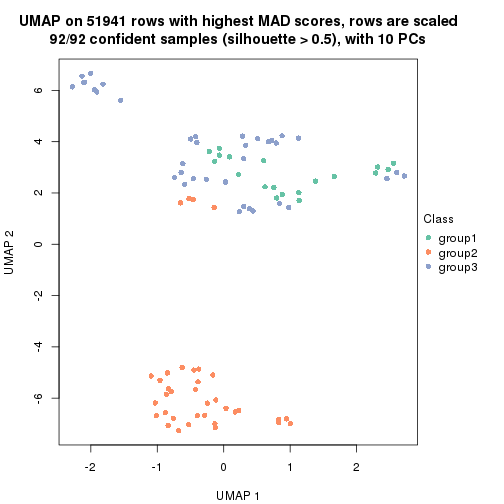 UMAP on 51941 rows with highest MAD scores, rows are scaled
92/92 confident samples (silhouette > 0.5), with 10 PCs
6
4
2
0
-2
-4
-6
UMAP 2
-2
-1
0
1
2
UMAP 1
Class
group1
group2
group3